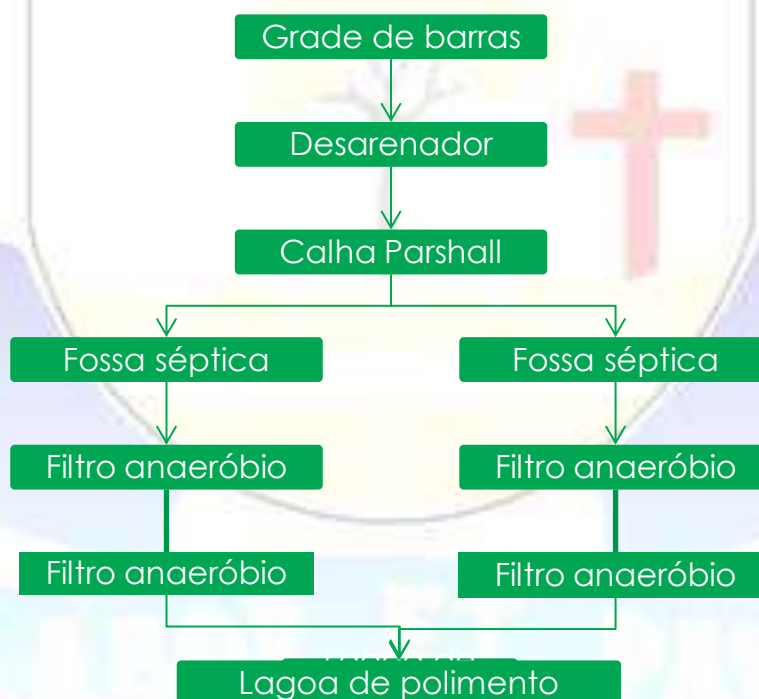 Grade de barras
Desarenador
Calha Parshall
Fossa séptica
Fossa séptica
Filtro anaeróbio
Filtro anaeróbio
Filtro anaeróbio
Filtro anaeróbio
Lagoa de polimento